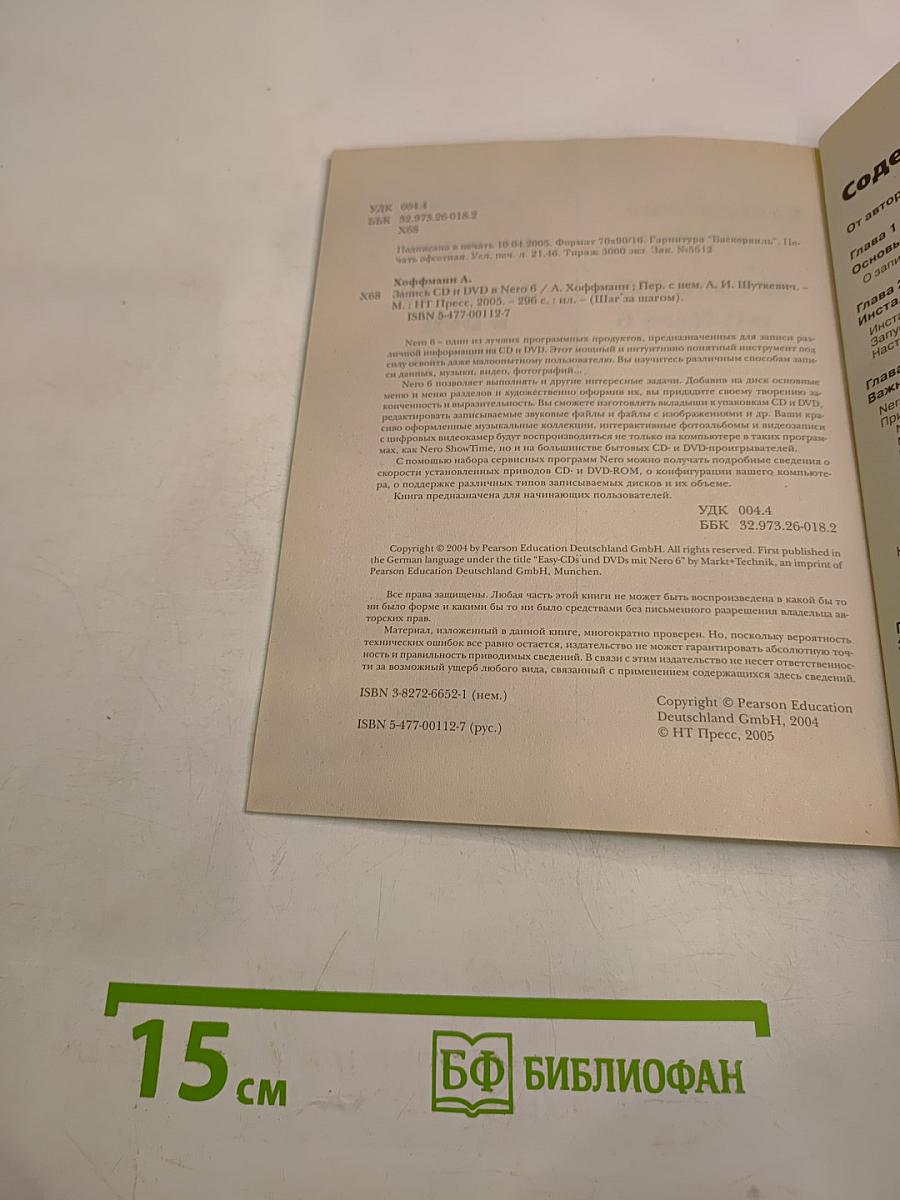 УДК 004.4
ББК 32.973.26-018.2
Х68
Подписано в печать 19.04.2005. Формат 70х90/16. Гарнитура "Баскервиль". Пе-
чать офсетная. Усл. печ. л. 21.46. Тираж 3000 экз. Зак. №5512
Хоффманн А.
Х68 Запись CD и DVD в Nero 6 / А. Хоффманн ; Пер. с нем. А. И. Шуткевич. –
М. : НТ Пресс, 2005. – 296 с. : ил. – (Шаг за шагом).
ISBN 5-477-00112-7
Nero 6 – один из лучших программных продуктов, предназначенных для записи раз-
личной информации на CD и DVD. Этот мощный и интуитивно понятный инструмент под
силу освоить даже малоопытному пользователю. Вы научитесь различным способам запи-
си данных, музыки, видео, фотографий...
Nero 6 позволяет выполнять и другие интересные задачи. Добавив на диск основные
меню и меню разделов и художественно оформив их, вы придадите своему творению за-
конченность и выразительность. Вы сможете изготовлять вкладыши к упаковкам CD и DVD,
редактировать записываемые звуковые файлы и файлы с изображениями и др. Ваши кра-
сиво оформленные музыкальные коллекции, интерактивные фотоальбомы и видеозаписи
с цифровых видеокамер будут воспроизводиться не только на компьютере в таких програм-
мах, как Nero ShowTime, но и на большинстве бытовых CD- и DVD-проигрывателей.
С помощью набора сервисных программ Nero можно получать подробные сведения о
скорости установленных приводов CD- и DVD-ROM, о конфигурации вашего компьюте-
ра, о поддержке различных типов записываемых дисков и их объеме.
Книга предназначена для начинающих пользователей.
УДК 004.4
ББК 32.973.26-018.2
Copyright © 2004 by Pearson Education Deutschland GmbH. All rights reserved. First published in
the German language under the title "Easy-CDs und DVDs mit Nero 6" by Markt+Technik, an imprint of
Pearson Education Deutschland GmbH, Munchen.
Все права защищены. Любая часть этой книги не может быть воспроизведена в какой бы то
ни было форме и какими бы то ни было средствами без письменного разрешения владельца ав-
торских прав.
Материал, изложенный в данной книге, многократно проверен. Но, поскольку вероятность
технических ошибок все равно остается, издательство не может гарантировать абсолютную точ-
ность и правильность приводимых сведений. В связи с этим издательство не несет ответственнос-
ти за возможный ущерб любого вида, связанный с применением содержащихся здесь сведений.
ISBN 3-8272-6652-1 (нем.)
ISBN 5-477-00112-7 (рус.)
Copyright © Pearson Education
Deutschland GmbH, 2004
© НТ Пресс, 2005
Соде
От автор
Глава 1
Основы
О запи
Глава 2
Инста
Инста
Запу
Наст
Глава
Важн
Ner
При
15 см
БФ БИБЛИОФАН